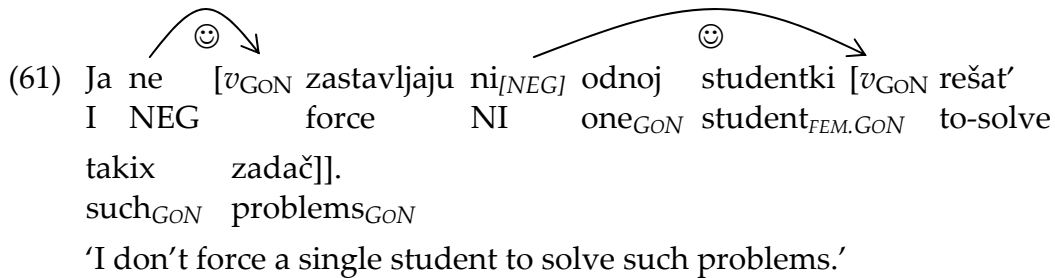 (61) Ja ne [vGoN zastavljaju ni[NEG] odnoj studentki [vGoN rešat′
I NEG force NI oneGoN studentFEM.GoN to-solve
takix zadač]].
suchGoN problemsGoN
‘I don’t force a single student to solve such problems.’